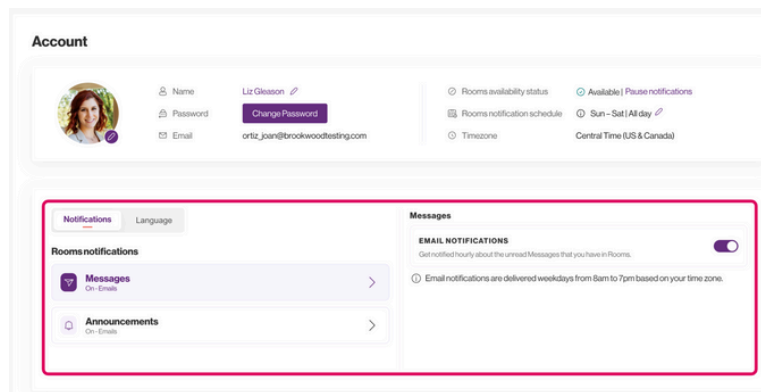 Account
Name
Liz Gleason
Password
Change Password
Email
ortiz_joan@brookwoodtesting.com
Rooms availability status
Available | Pause notifications
Rooms notification schedule
Sun – Sat | All day
Timezone
Central Time (US & Canada)
Notifications
Language
Rooms notifications
Messages
On - Emails
Announcements
On - Emails
Messages
EMAIL NOTIFICATIONS
Get notified hourly about the unread Messages that you have in Rooms.
Email notifications are delivered weekdays from 8am to 7pm based on your time zone.